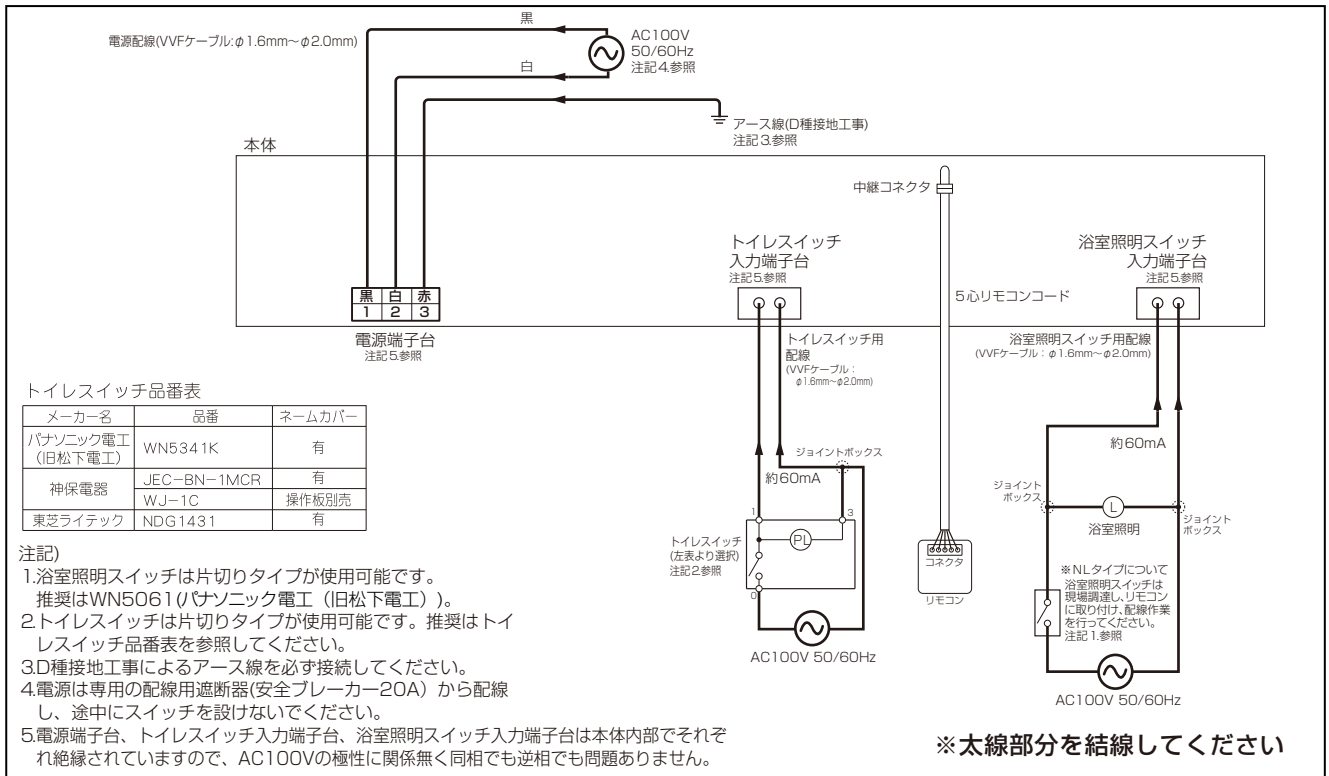 黒
電源配線(VVFケーブル:φ1.6mm～φ2.0mm)
AC100V
50/60Hz
注記4.参照
白
アース線(D種接地工事)
注記3.参照
本体
中継コネクタ
トイレスイッチ
入力端子台
注記5.参照
浴室照明スイッチ
入力端子台
注記5.参照
黒 白 赤
1 2 3
電源端子台
注記5.参照
5心リモコンコード
トイレスイッチ用
配線
(VVFケーブル：
φ1.6mm～φ2.0mm)
浴室照明スイッチ用配線
(VVFケーブル：φ1.6mm～φ2.0mm)
トイレスイッチ品番表
メーカー名 品番 ネームカバー
パナソニック電工
（旧松下電工）
WN5341K 有
神保電器
JEC−BN−1MCR 有
WJ−1C 操作板別売
東芝ライテック NDG1431 有
ジョイントボックス
約60mA
1
3
PL
0
トイレスイッチ
(左表より選択)
注記2.参照
AC100V 50/60Hz
コネクタ
リモコン
約60mA
ジョイント
ボックス
L
浴室照明
ジョイント
ボックス
※NLタイプについて
浴室照明スイッチは
現場調達し、リモコン
に取り付け、配線作業
を行ってください。
注記1.参照
AC100V 50/60Hz
注記)
1.浴室照明スイッチは片切りタイプが使用可能です。
推奨はWN5061(パナソニック電工（旧松下電工）)。
2.トイレスイッチは片切りタイプが使用可能です。推奨はトイ
レスイッチ品番表を参照してください。
3.D種接地工事によるアース線を必ず接続してください。
4.電源は専用の配線用遮断器(安全ブレーカー20A）から配線
し、途中にスイッチを設けないでください。
5.電源端子台、トイレスイッチ入力端子台、浴室照明スイッチ入力端子台は本体内部でそれぞ
れ絶縁されていますので、AC100Vの極性に関係無く同相でも逆相でも問題ありません。
※太線部分を結線してください